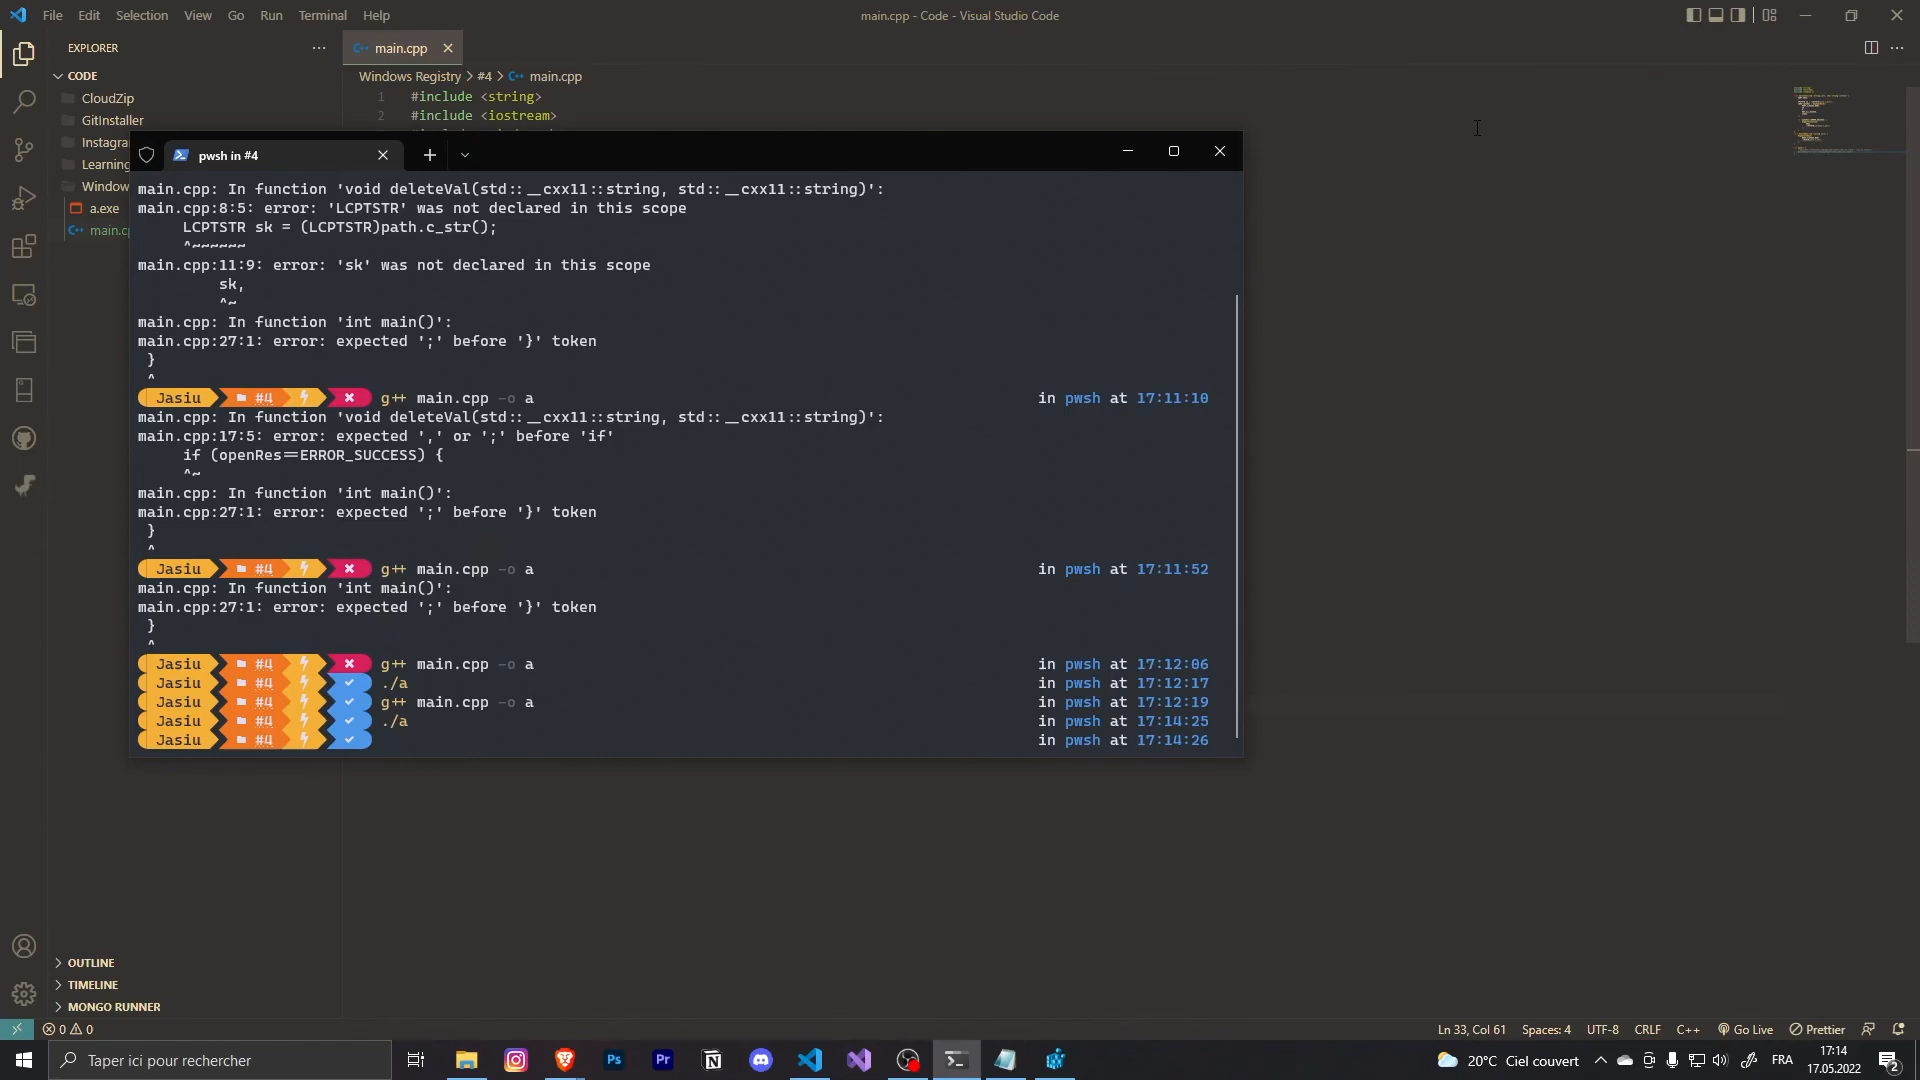 File Edit Selection View Go Run Terminal Help
main.cpp - Code - Visual Studio Code
EXPLORER
main.cpp
CODE
Windows Registry > #4 > main.cpp
CloudZip
1 #include <string>
GitInstaller
2 #include <iostream>
Instagra
Learning
Window
a.exe
main.c
pwsh in #4
main.cpp: In function 'void deleteVal(std::__cxx11::string, std::__cxx11::string)':
main.cpp:8:5: error: 'LCPTSTR' was not declared in this scope
LCPTSTR sk = (LCPTSTR)path.c_str();
^~~~~~~
main.cpp:11:9: error: 'sk' was not declared in this scope
sk,
^~
main.cpp: In function 'int main()':
main.cpp:27:1: error: expected ';' before '}' token
}
^
Jasiu #4 g++ main.cpp -o a in pwsh at 17:11:10
main.cpp: In function 'void deleteVal(std::__cxx11::string, std::__cxx11::string)':
main.cpp:17:5: error: expected ',' or ';' before 'if'
if (openRes==ERROR_SUCCESS) {
^~
main.cpp: In function 'int main()':
main.cpp:27:1: error: expected ';' before '}' token
}
^
Jasiu #4 g++ main.cpp -o a in pwsh at 17:11:52
main.cpp: In function 'int main()':
main.cpp:27:1: error: expected ';' before '}' token
}
^
Jasiu #4 g++ main.cpp -o a in pwsh at 17:12:06
Jasiu #4 ./a in pwsh at 17:12:17
Jasiu #4 g++ main.cpp -o a in pwsh at 17:12:19
Jasiu #4 ./a in pwsh at 17:14:25
Jasiu #4 in pwsh at 17:14:26
OUTLINE
TIMELINE
MONGO RUNNER
0 0
Ln 33, Col 61 Spaces: 4 UTF-8 CRLF C++ Go Live Prettier
Taper ici pour rechercher
Ps Pr
20°C Ciel couvert
FRA
17:14
17.05.2022
2